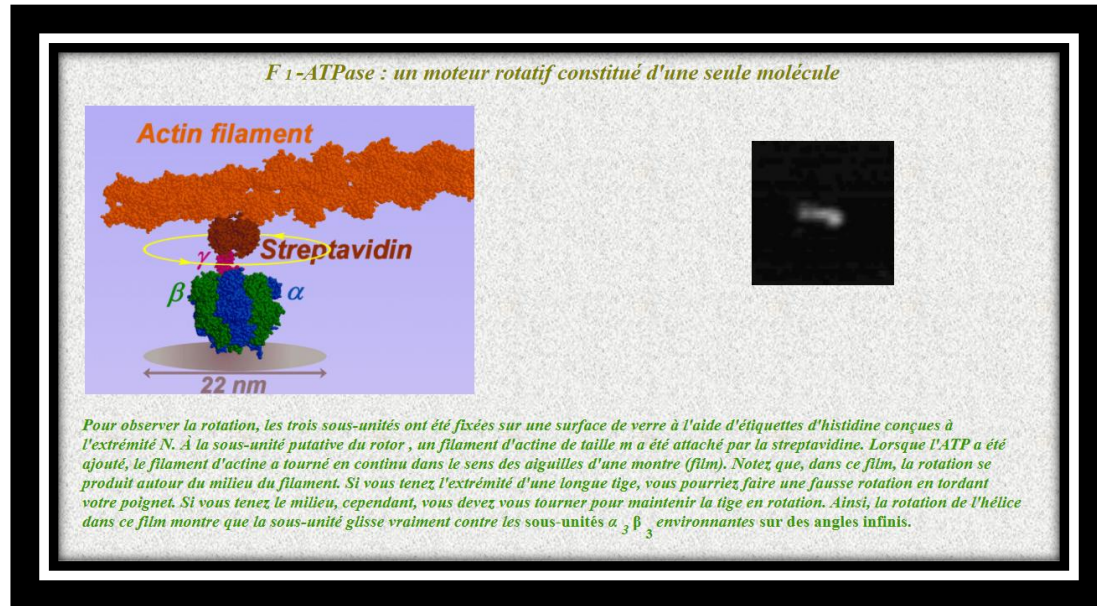 F 1 -ATPase : un moteur rotatif constitué d'une seule molécule
Actin filament
Streptavidin
γ
β
α
22 nm
Pour observer la rotation, les trois sous-unités ont été fixées sur une surface de verre à l'aide d'étiquettes d'histidine conçues à
l'extrémité N. À la sous-unité putative du rotor , un filament d'actine de taille m a été attaché par la streptavidine. Lorsque l'ATP a été
ajouté, le filament d'actine a tourné en continu dans le sens des aiguilles d'une montre (film). Notez que, dans ce film, la rotation se
produit autour du milieu du filament. Si vous tenez l'extrémité d'une longue tige, vous pourriez faire une fausse rotation en tordant
votre poignet. Si vous tenez le milieu, cependant, vous devez vous tourner pour maintenir la tige en rotation. Ainsi, la rotation de l'hélice
dans ce film montre que la sous-unité glisse vraiment contre les sous-unités α 3 β 3 environnantes sur des angles infinis.